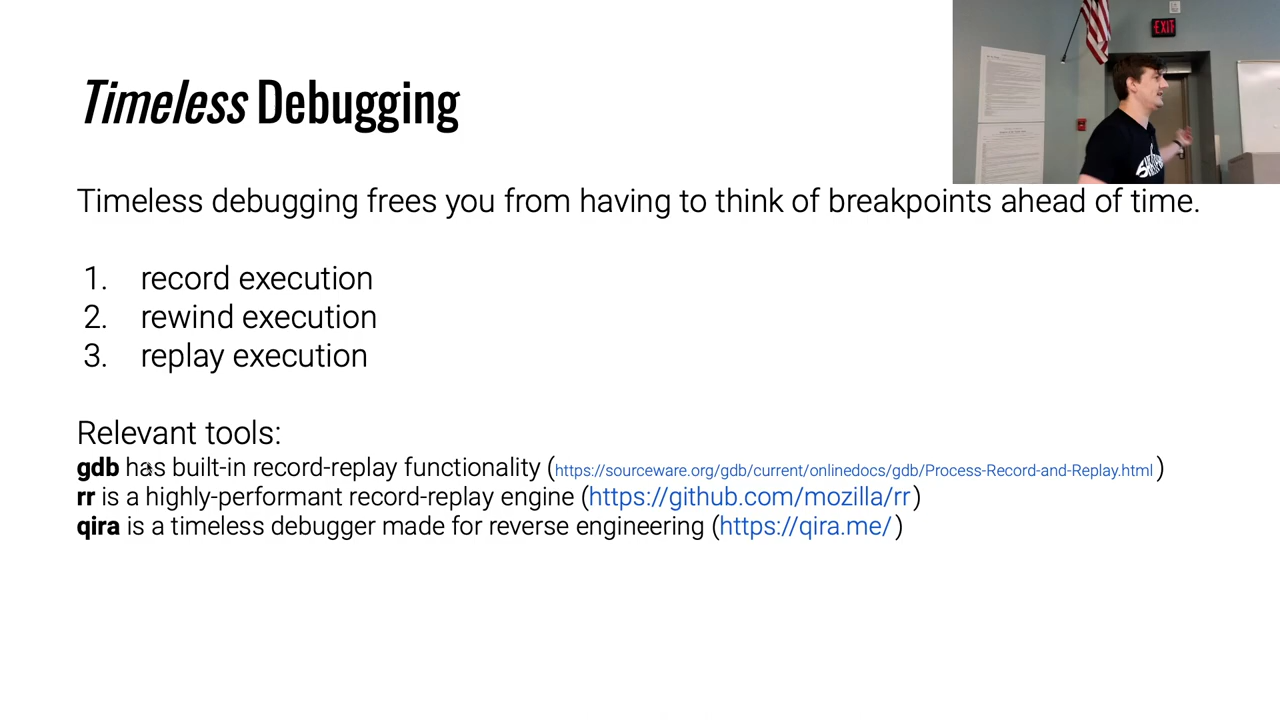 Timeless Debugging
EXIT
Timeless debugging frees you from having to think of breakpoints ahead of time.
1. record execution
2. rewind execution
3. replay execution
Relevant tools:
gdb has built-in record-replay functionality (https://sourceware.org/gdb/current/onlinedocs/gdb/Process-Record-and-Replay.html)
rr is a highly-performant record-replay engine (https://github.com/mozilla/rr)
qira is a timeless debugger made for reverse engineering (https://qira.me/)